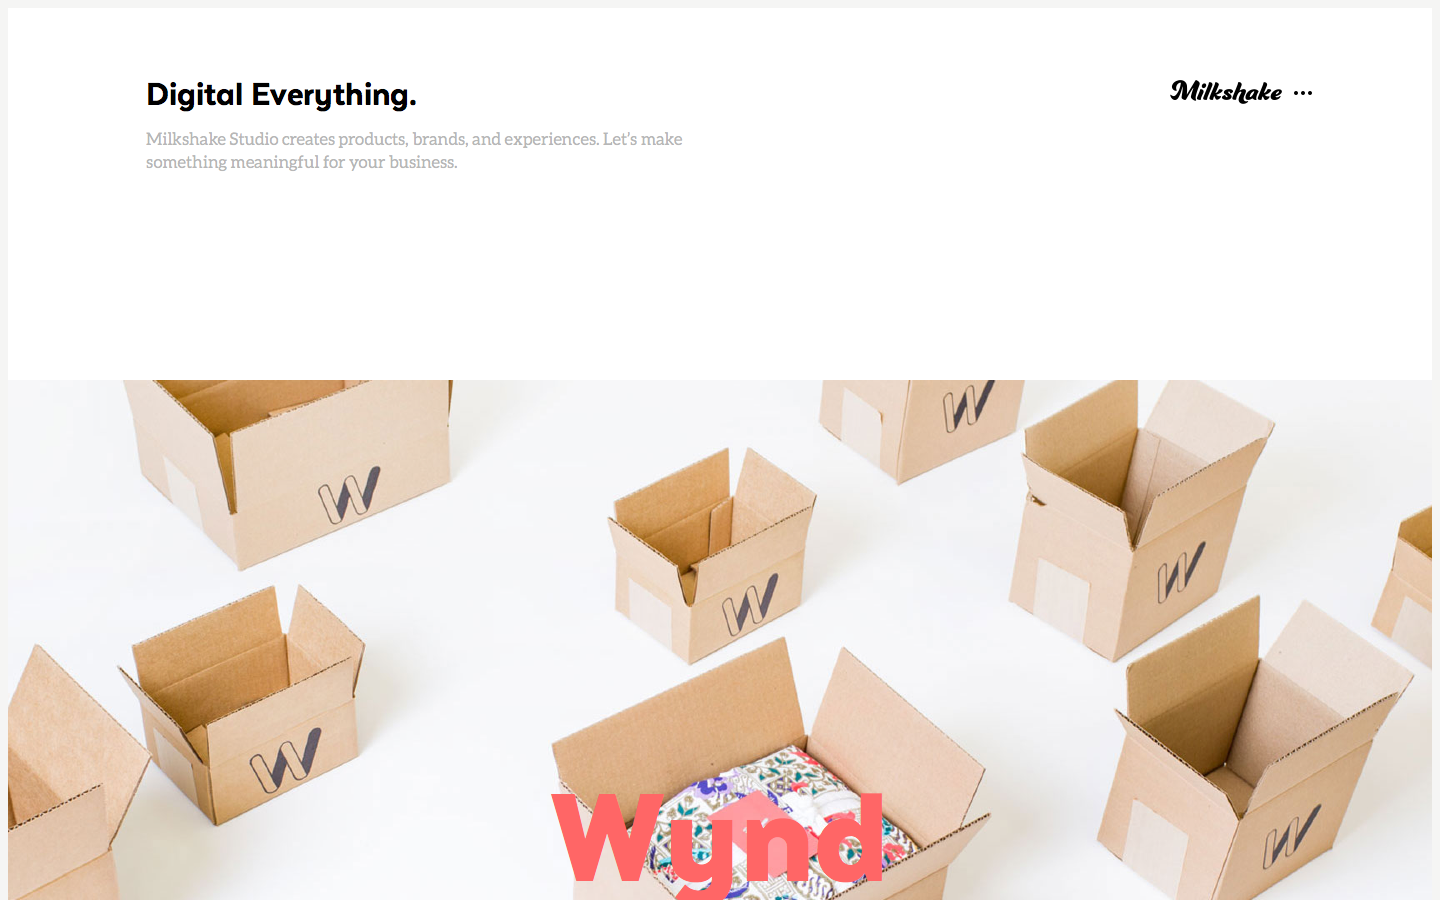 Digital Everything.
Milkshake •••
Milkshake Studio creates products, brands, and experiences. Let's make
something meaningful for your business.
W
W
W
W
W
W
W
Wynd